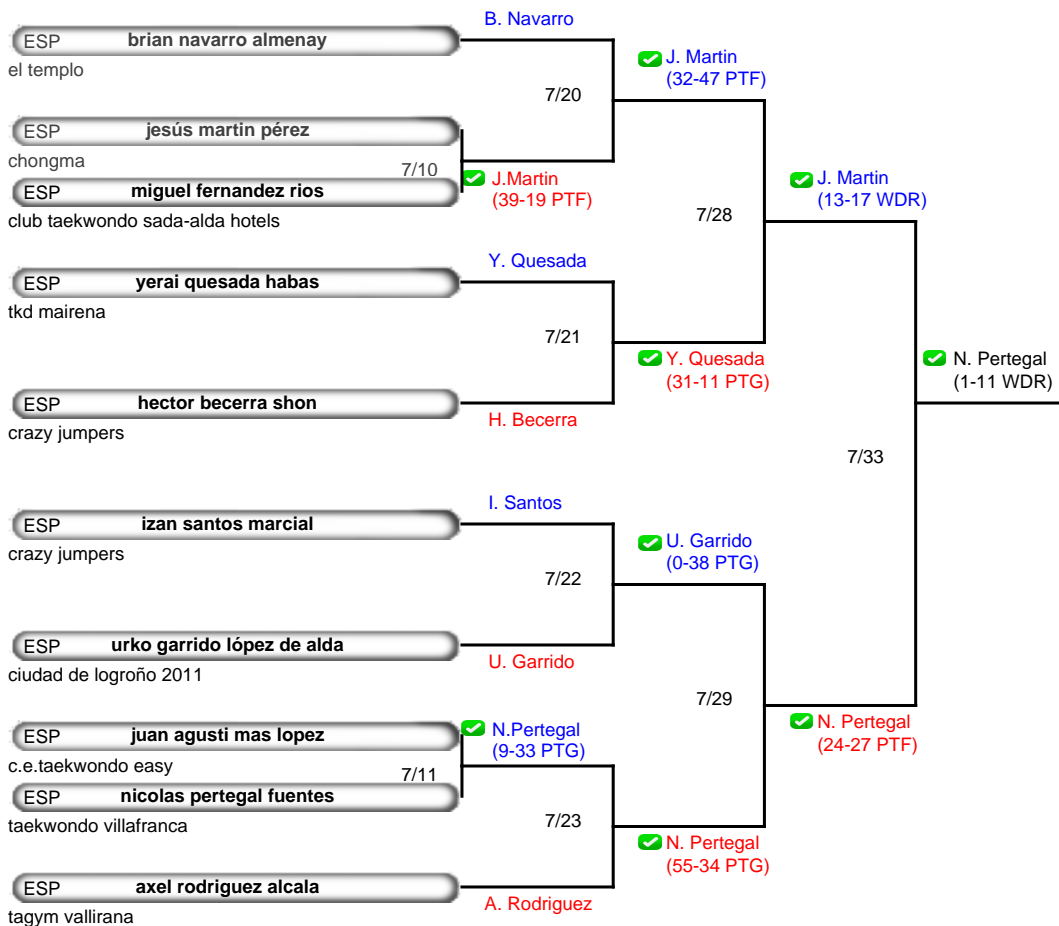 B. Navarro
ESP brian navarro almenay
el templo
J. Martin
(32-47 PTF)
7/20
ESP jesús martin pérez
chongma
7/10
ESP miguel fernandez rios
club taekwondo sada-alda hotels
J.Martin
(39-19 PTF)
J. Martin
(13-17 WDR)
7/28
Y. Quesada
ESP yerai quesada habas
tkd mairena
7/21
Y. Quesada
(31-11 PTG)
N. Pertegal
(1-11 WDR)
ESP hector becerra shon
crazy jumpers
H. Becerra
7/33
I. Santos
ESP izan santos marcial
crazy jumpers
U. Garrido
(0-38 PTG)
7/22
ESP urko garrido lópez de alda
ciudad de logroño 2011
U. Garrido
7/29
N. Pertegal
(24-27 PTF)
ESP juan agusti mas lopez
c.e.taekwondo easy
N.Pertegal
(9-33 PTG)
7/11
ESP nicolas pertegal fuentes
taekwondo villafranca
7/23
N. Pertegal
(55-34 PTG)
ESP axel rodriguez alcala
tagym vallirana
A. Rodriguez